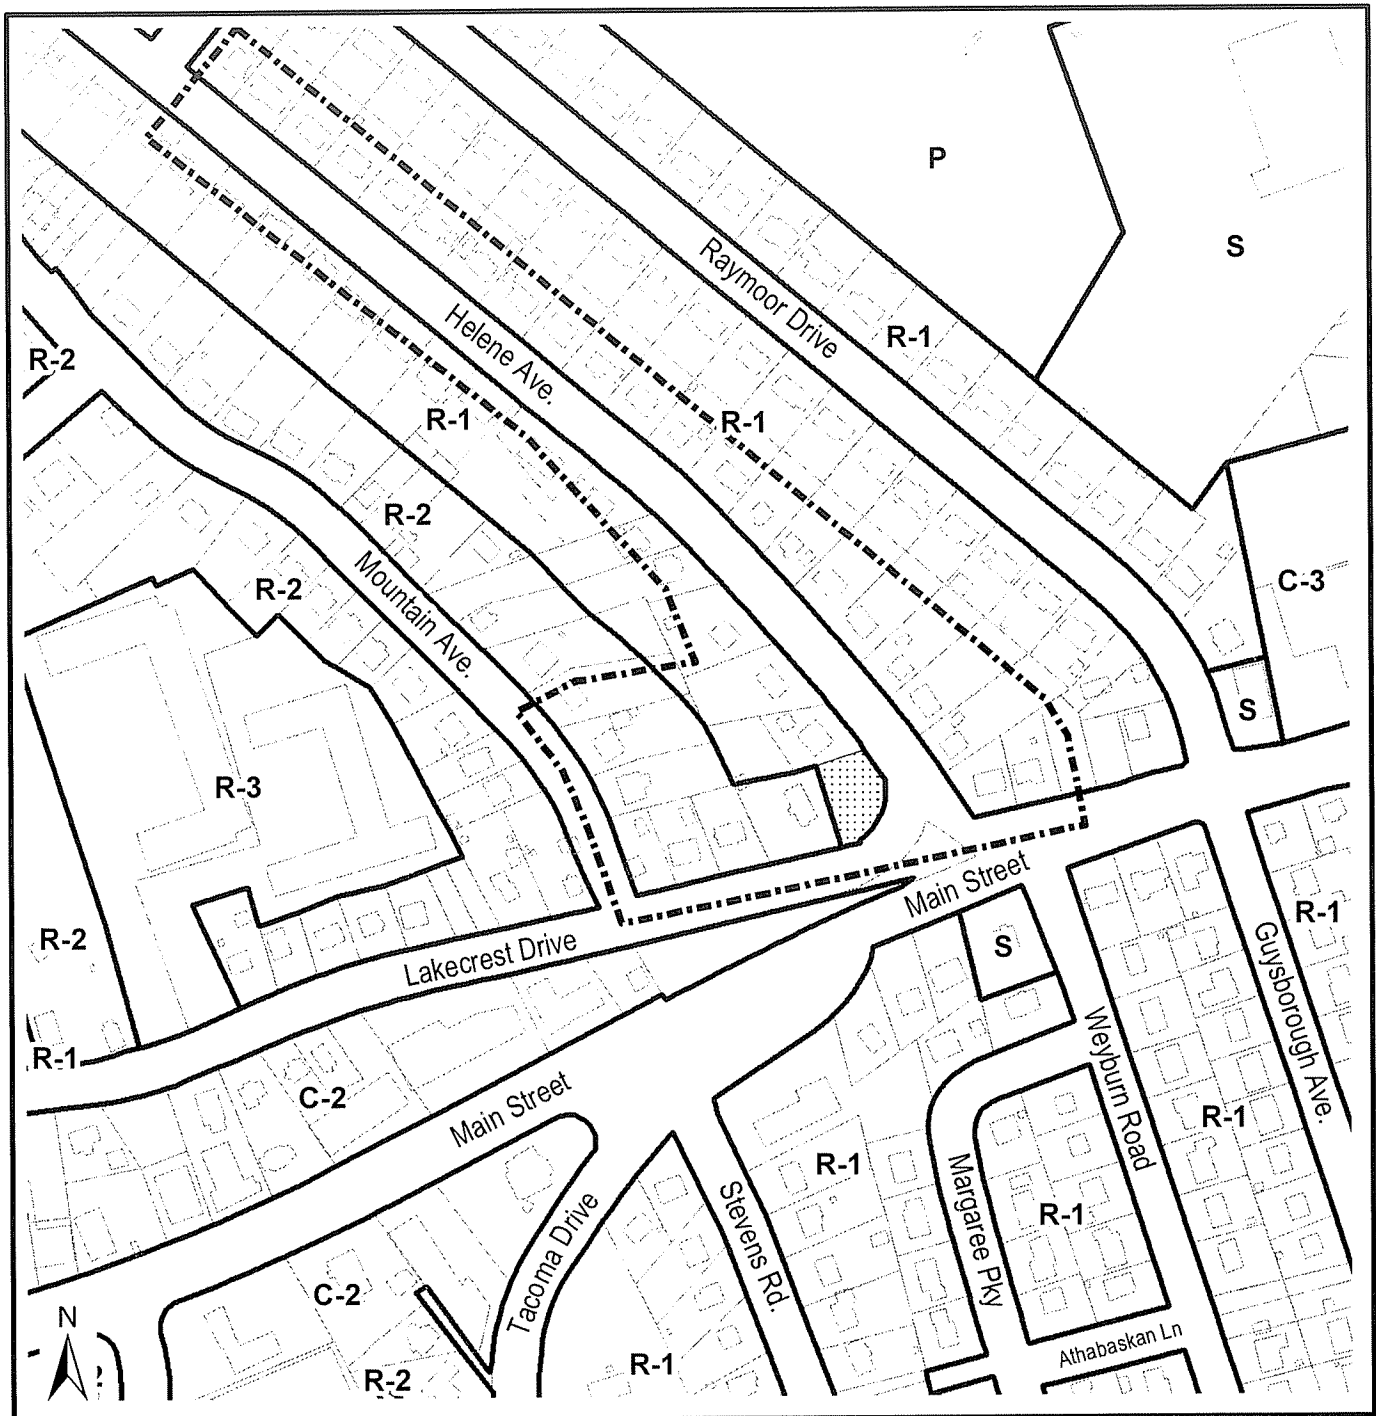 P
S
Raymoor Drive
R-1
Helene Ave.
R-2
R-1
R-1
R-2
C-3
R-2
Mountain Ave.
S
R-3
Main Street
R-1
R-2
S
Lakecrest Drive
Guysborough Ave.
R-1
Weyburn Road
C-2
Main Street
R-1
R-1
Margaree Pky
R-1
Stevens Rd.
Tacoma Drive
C-2
N
Athabaskan Ln
R-1
R-2